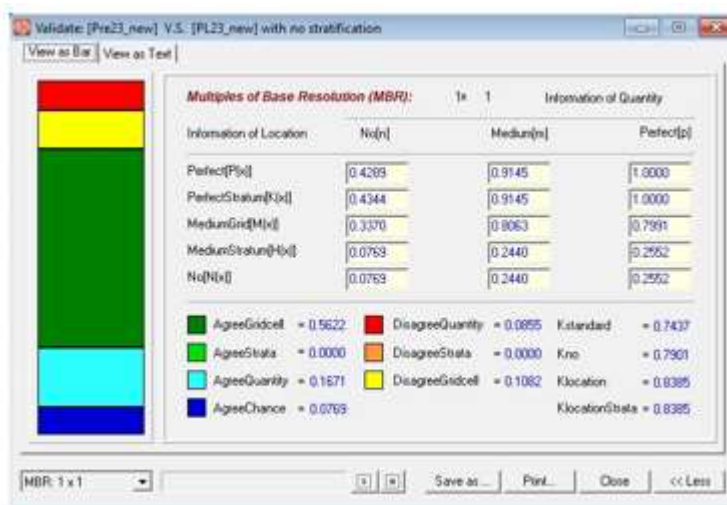 Validate: [Pre23_new] V.S. [PL23_new] with no stratification
View as Bar View as Text
Multiples of Base Resolution (MBR): 1x 1 Information of Quantity
Information of Location No[n] Medium[m] Perfect[p]
Perfect[P(x)] 0.4289 0.9145 1.0000
PerfectStratum[K(x)] 0.4344 0.9145 1.0000
MediumGrid[M(x)] 0.3370 0.8063 0.7991
MediumStratum[H(x)] 0.0769 0.2440 0.2552
No[N(x)] 0.0769 0.2440 0.2552
AgreeGridcell = 0.5622 DisagreeQuantity = 0.0855 Kstandard = 0.7437
AgreeStrata = 0.0000 DisagreeStrata = 0.0000 Kno = 0.7901
AgreeQuantity = 0.1671 DisagreeGridcell = 0.1082 Klocation = 0.8385
AgreeChance = 0.0769 KlocationStrata = 0.8385
MBR: 1 x 1 Save as ... Print... Close << Less